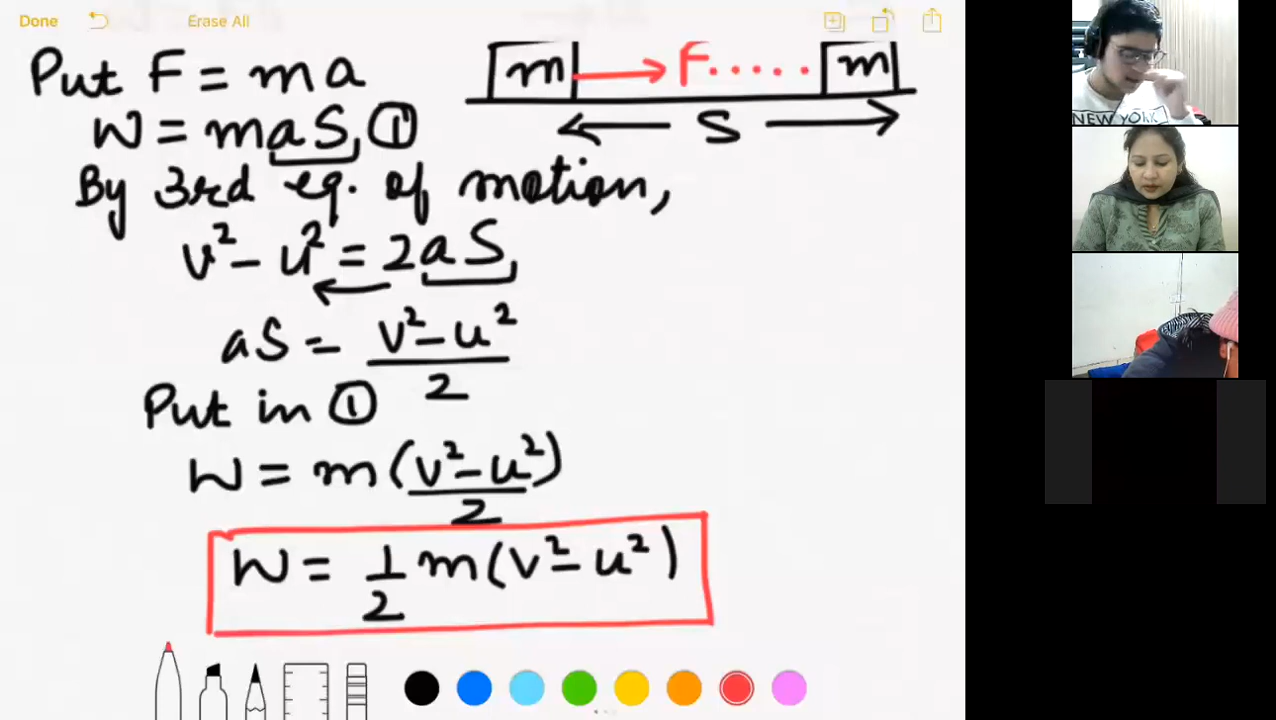 Done
Erase All
Put F = ma
m F..... m
W = maS, ①
S
By 3rd eq. of motion,
v² - u² = 2aS,
aS = v² - u² / 2
Put in ①
W = m(v² - u² / 2)
W = 1/2 m(v² - u²)
NEW YORK